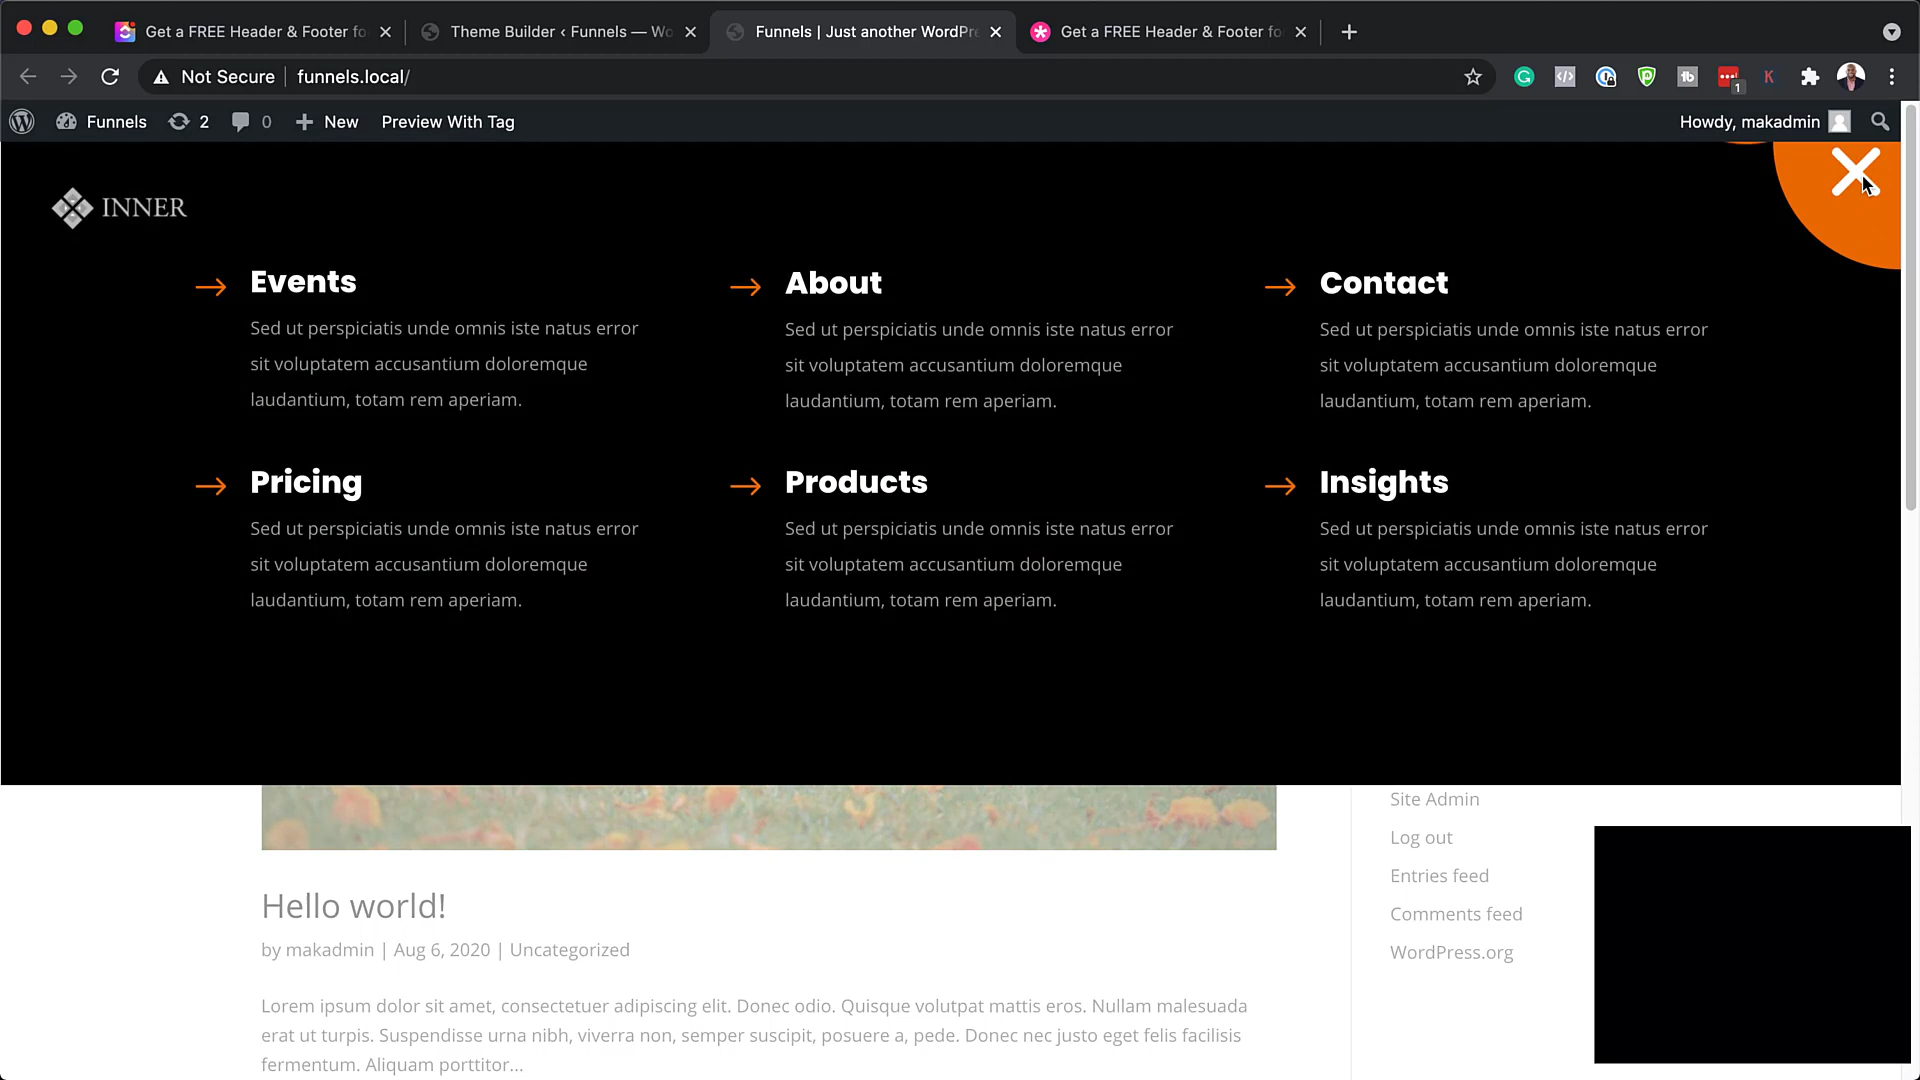 Get a FREE Header & Footer fo
Theme Builder ‹ Funnels — Wo
Funnels | Just another WordPre
Get a FREE Header & Footer fo
Not Secure
funnels.local/
1
Funnels
2
0
New
Preview With Tag
Howdy, makadmin
INNER
Events
Sed ut perspiciatis unde omnis iste natus error
sit voluptatem accusantium doloremque
laudantium, totam rem aperiam.
About
Sed ut perspiciatis unde omnis iste natus error
sit voluptatem accusantium doloremque
laudantium, totam rem aperiam.
Contact
Sed ut perspiciatis unde omnis iste natus error
sit voluptatem accusantium doloremque
laudantium, totam rem aperiam.
Pricing
Sed ut perspiciatis unde omnis iste natus error
sit voluptatem accusantium doloremque
laudantium, totam rem aperiam.
Products
Sed ut perspiciatis unde omnis iste natus error
sit voluptatem accusantium doloremque
laudantium, totam rem aperiam.
Insights
Sed ut perspiciatis unde omnis iste natus error
sit voluptatem accusantium doloremque
laudantium, totam rem aperiam.
Hello world!
by makadmin | Aug 6, 2020 | Uncategorized
Lorem ipsum dolor sit amet, consectetuer adipiscing elit. Donec odio. Quisque volutpat mattis eros. Nullam malesuada
erat ut turpis. Suspendisse urna nibh, viverra non, semper suscipit, posuere a, pede. Donec nec justo eget felis facilisis
fermentum. Aliquam porttitor...
Site Admin
Log out
Entries feed
Comments feed
WordPress.org